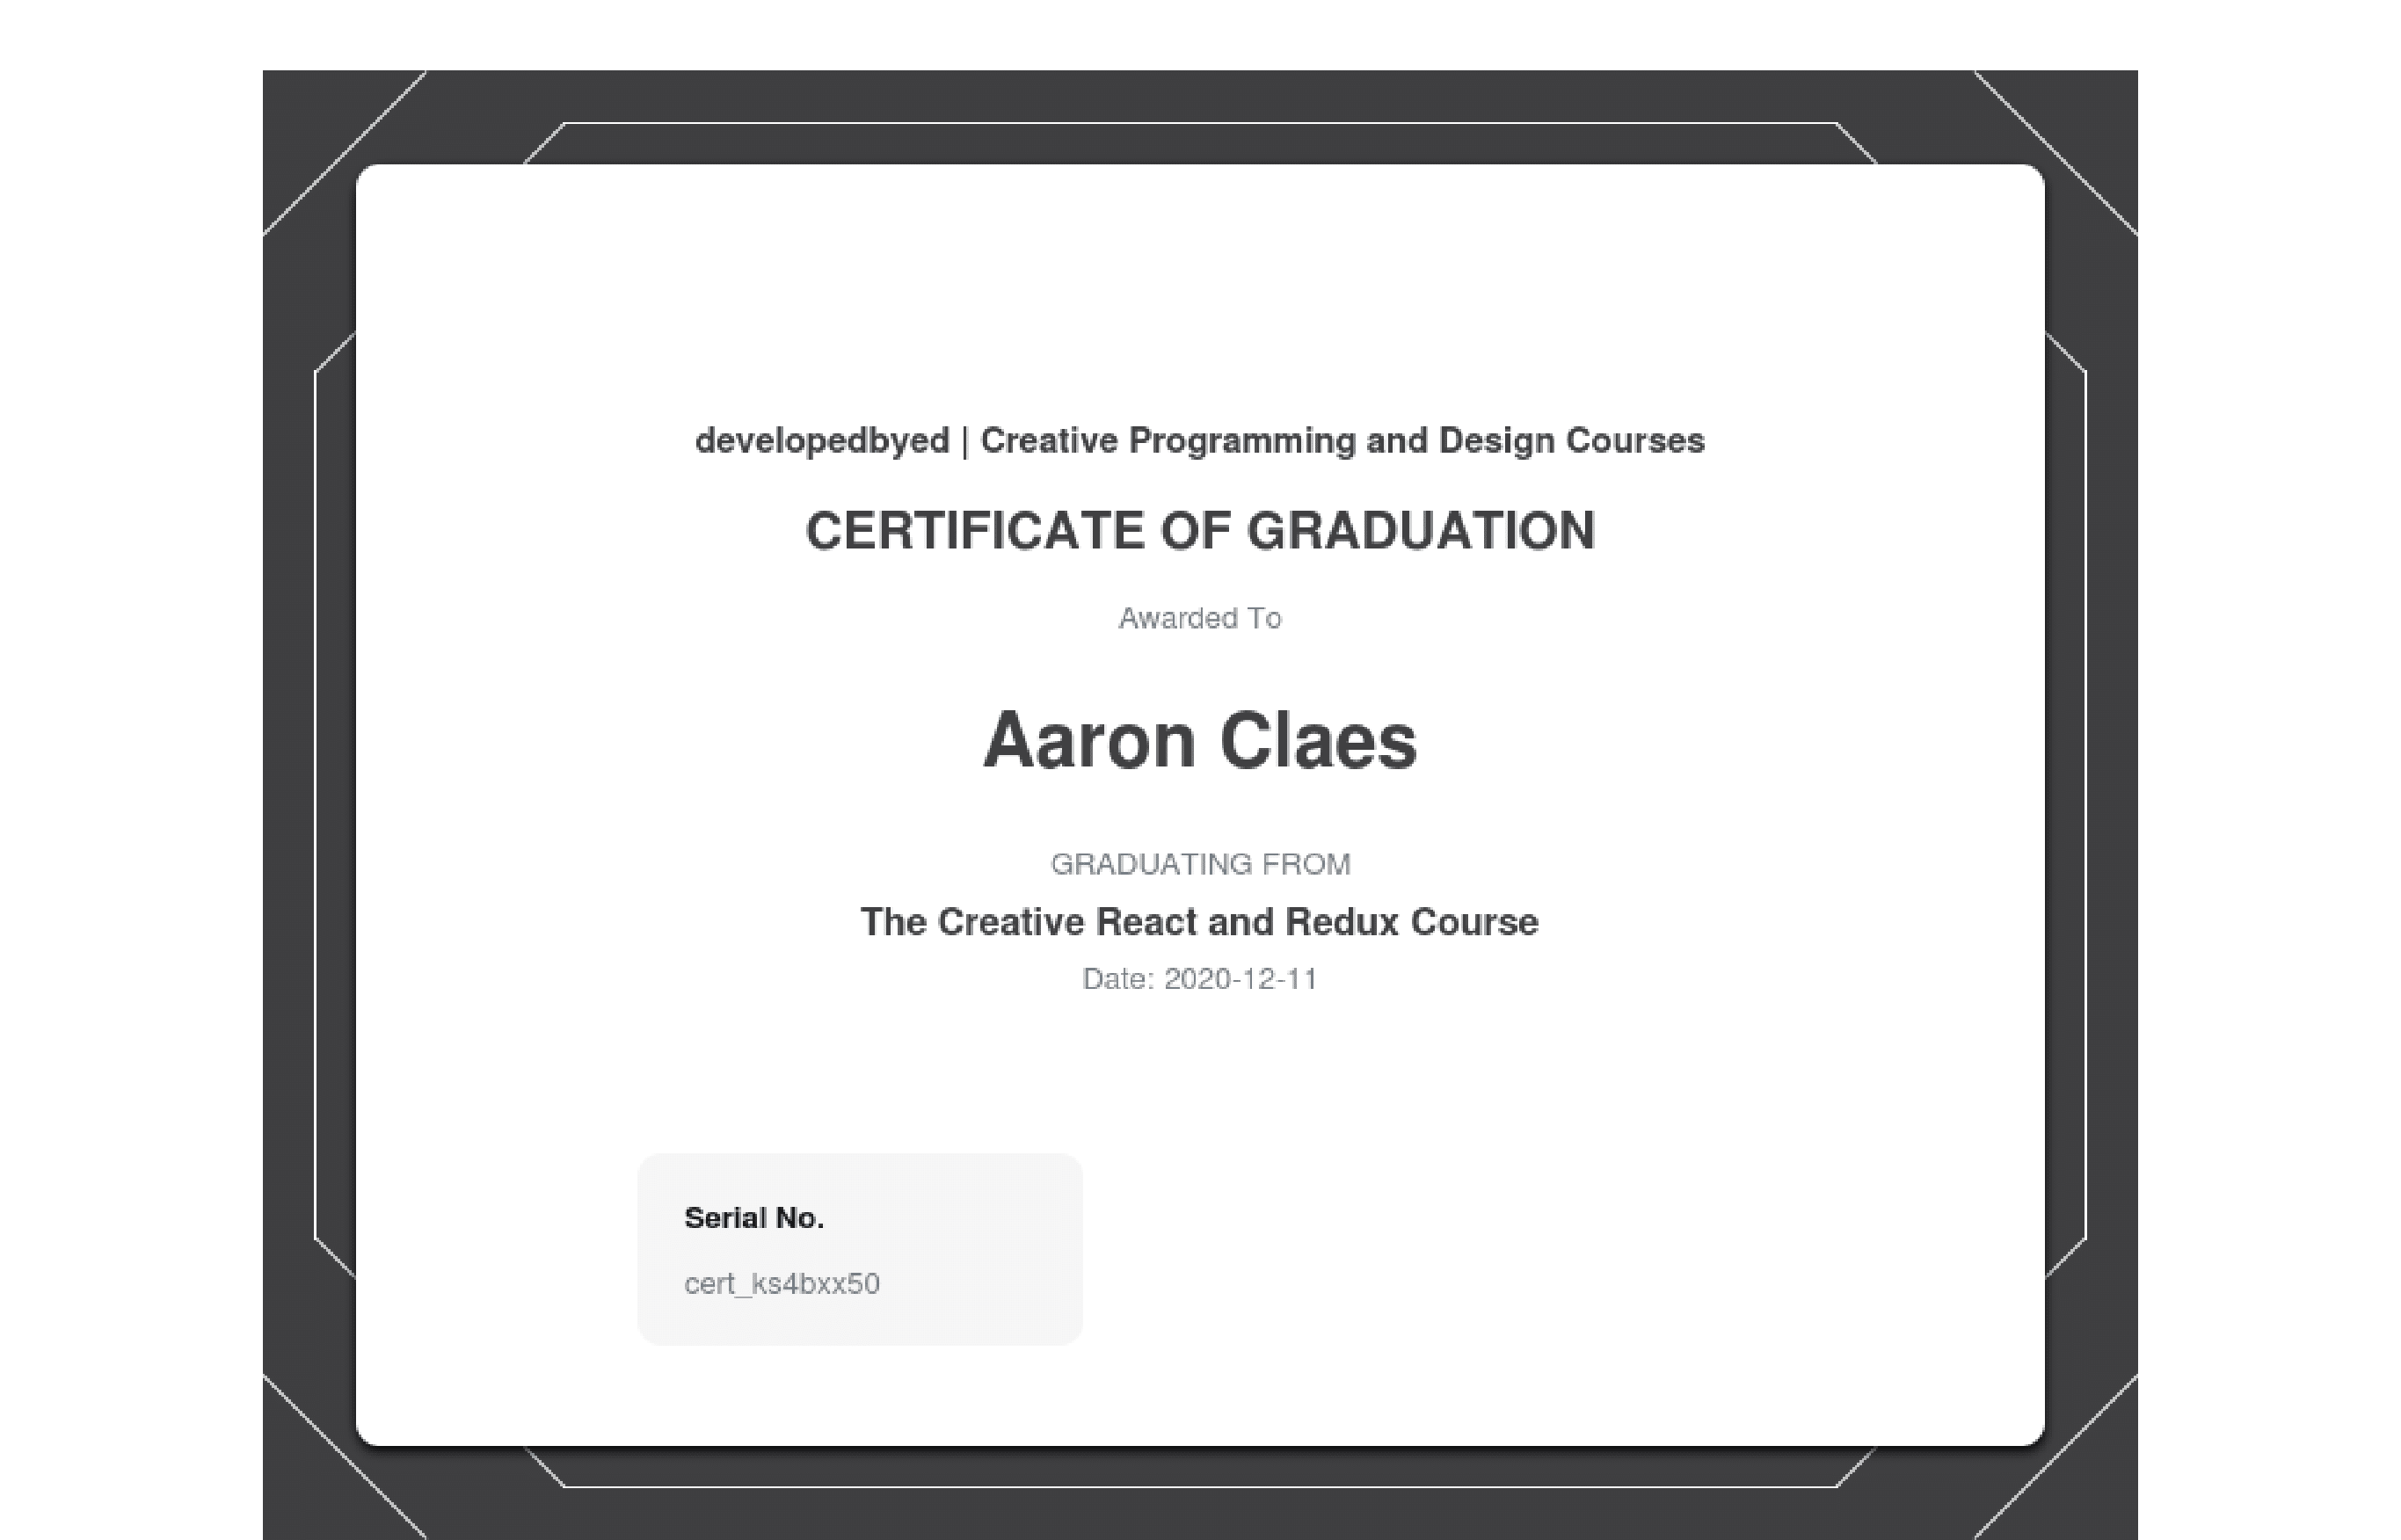 developedbyed | Creative Programming and Design Courses
CERTIFICATE OF GRADUATION
Awarded To
Aaron Claes
GRADUATING FROM
The Creative React and Redux Course
Date: 2020-12-11
Serial No.
cert_ks4bxx50